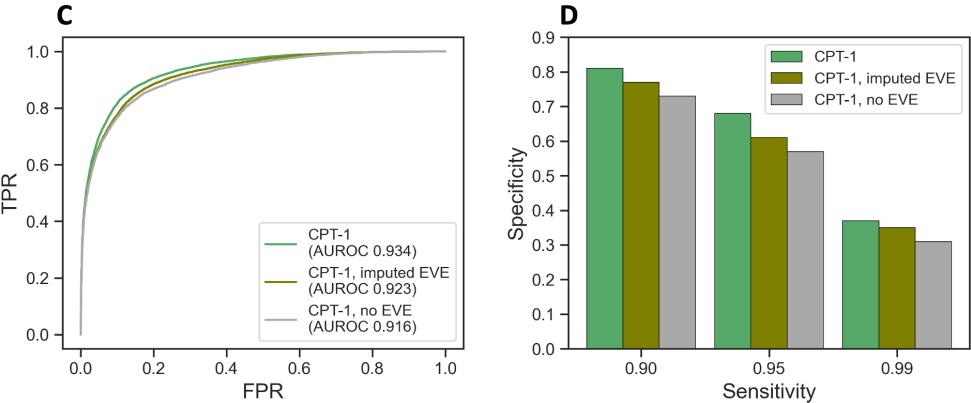 C
1.0
0.8
0.6
0.4
0.2
0.0
TPR
0.0 0.2 0.4 0.6 0.8 1.0
FPR
CPT-1
(AUROC 0.934)
CPT-1, imputed EVE
(AUROC 0.923)
CPT-1, no EVE
(AUROC 0.916)
D
0.9
0.8
0.7
0.6
0.5
0.4
0.3
0.2
0.1
0.0
Specificity
CPT-1
CPT-1, imputed EVE
CPT-1, no EVE
0.90 0.95 0.99
Sensitivity